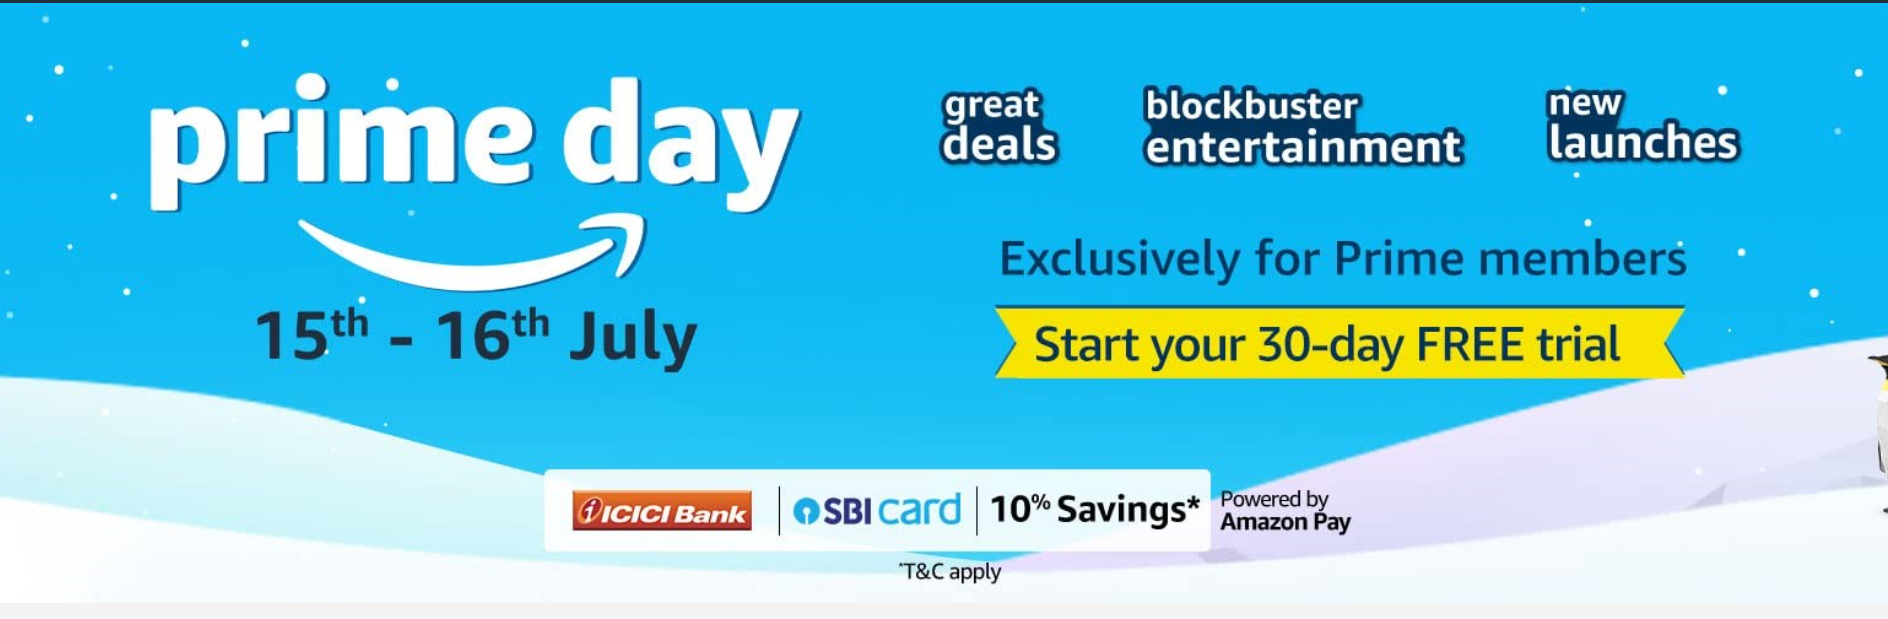 prime day
15th - 16th July
great
deals
blockbuster
entertainment
new
launches
Exclusively for Prime members
Start your 30-day FREE trial
ICICI Bank
SBI card
10% Savings*
Powered by
Amazon Pay
*T&C apply